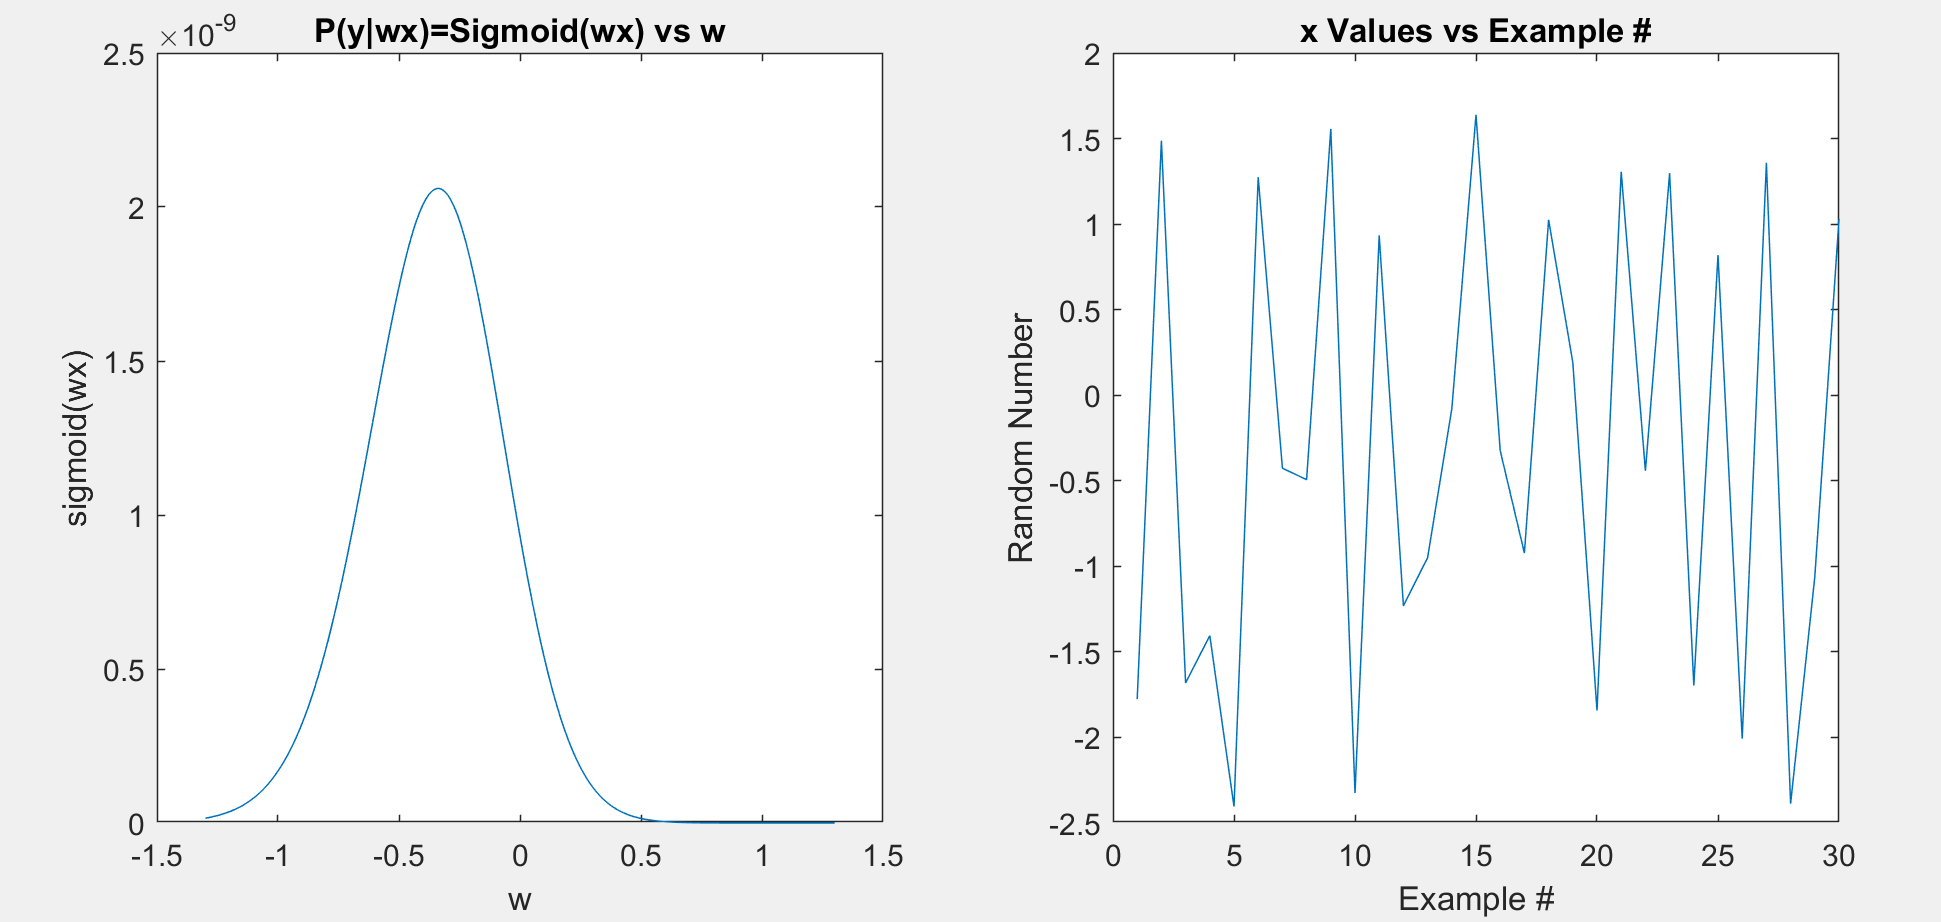 P(y|wx)=Sigmoid(wx) vs w
×10-9
2.5
2
1.5
1
0.5
0
sigmoid(wx)
-1.5 -1 -0.5 0 0.5 1 1.5
w
x Values vs Example #
2
1.5
1
0.5
0
-0.5
-1
-1.5
-2
-2.5
Random Number
0 5 10 15 20 25 30
Example #